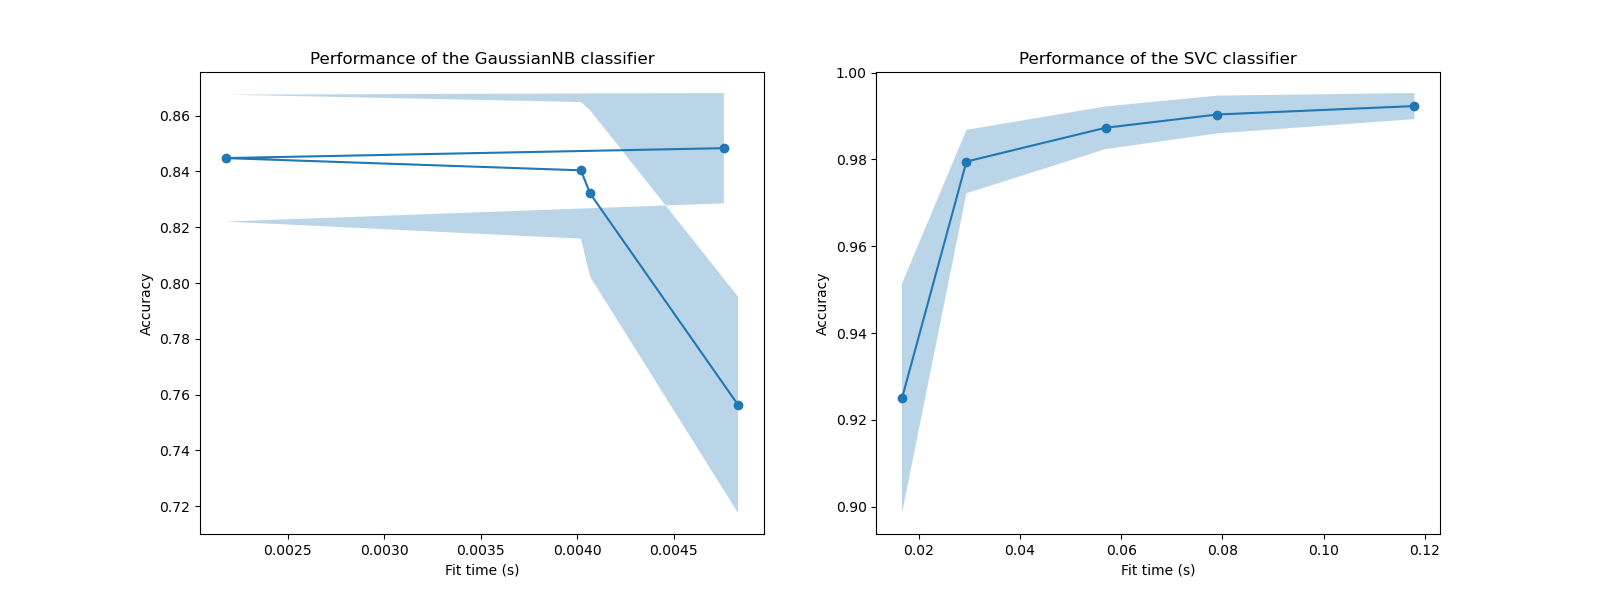 Performance of the GaussianNB classifier
Accuracy
0.86
0.84
0.82
0.80
0.78
0.76
0.74
0.72
0.0025 0.0030 0.0035 0.0040 0.0045
Fit time (s)
Performance of the SVC classifier
Accuracy
1.00
0.98
0.96
0.94
0.92
0.90
0.02 0.04 0.06 0.08 0.10 0.12
Fit time (s)